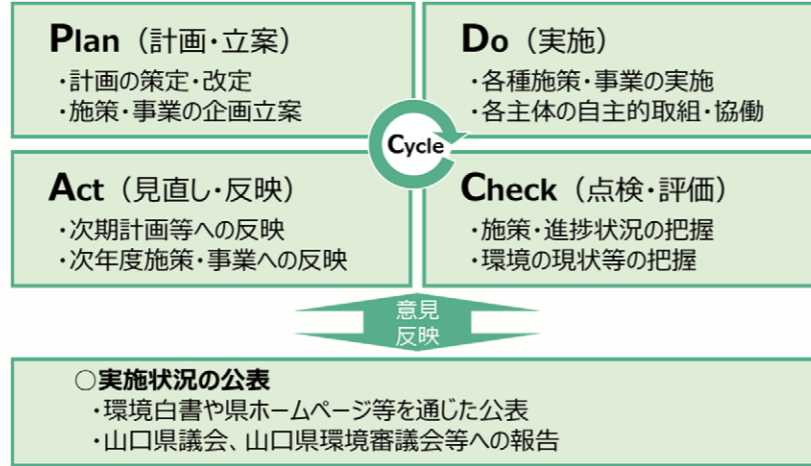 Plan（計画・立案）
・計画の策定・改定
・施策・事業の企画立案
Do（実施）
・各種施策・事業の実施
・各主体の自主的取組・協働
Cycle
Act（見直し・反映）
・次期計画等への反映
・次年度施策・事業への反映
Check（点検・評価）
・施策・進捗状況の把握
・環境の現状等の把握
意見
反映
○実施状況の公表
・環境白書や県ホームページ等を通じた公表
・山口県議会、山口県環境審議会等への報告